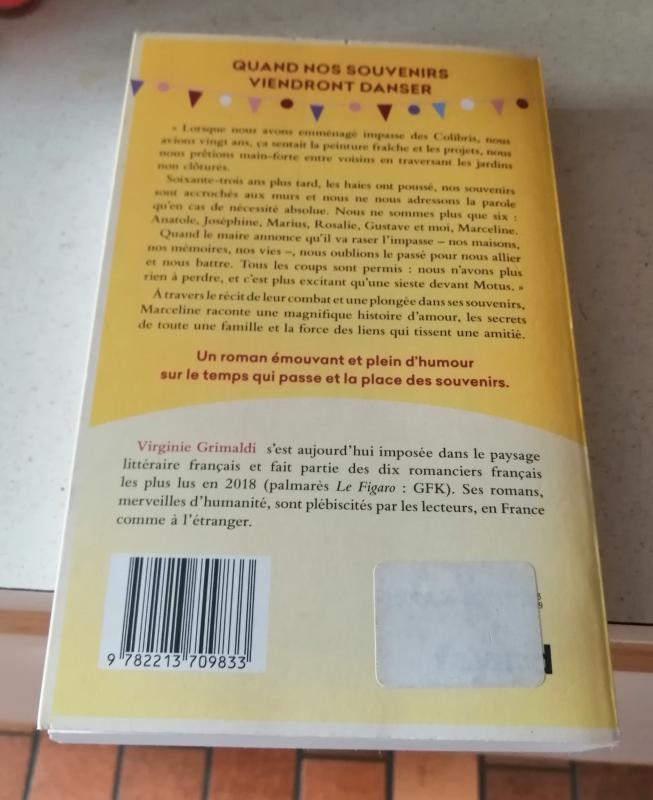 QUAND NOS SOUVENIRS
VIENDRONT DANSER
« Lorsque nous avons emménagé impasse des Colibris, nous
avions vingt ans, ça sentait la peinture fraîche et les projets, nous
nous prêtions main-forte entre voisins en traversant les jardins
non clôturés.
Soixante-trois ans plus tard, les haies ont poussé, nos souvenirs
sont accrochés aux murs et nous ne nous adressons la parole
qu'en cas de nécessité absolue. Nous ne sommes plus que six :
Anatole, Joséphine, Marius, Rosalie, Gustave et moi, Marceline.
Quand le maire annonce qu'il va raser l'impasse – nos maisons,
nos mémoires, nos vies –, nous oublions le passé pour nous allier
et nous battre. Tous les coups sont permis : nous n'avons plus
rien à perdre, et c'est plus excitant qu'une sieste devant Motus. »
À travers le récit de leur combat et une plongée dans ses souvenirs,
Marceline raconte une magnifique histoire d'amour, les secrets
de toute une famille et la force des liens qui tissent une amitié.
Un roman émouvant et plein d'humour
sur le temps qui passe et la place des souvenirs.
Virginie Grimaldi s'est aujourd'hui imposée dans le paysage
littéraire français et fait partie des dix romanciers français
les plus lus en 2018 (palmarès Le Figaro : GFK). Ses romans,
merveilles d'humanité, sont plébiscités par les lecteurs, en France
comme à l'étranger.
9 782213 709833
3
9